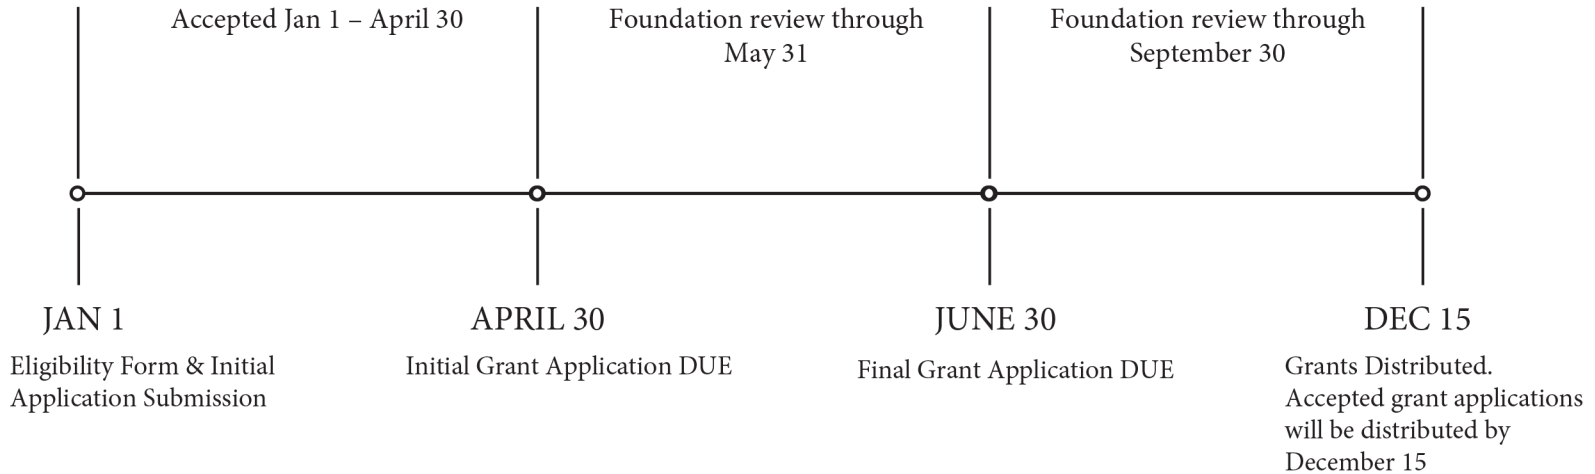 Accepted Jan 1 – April 30
Foundation review through
May 31
Foundation review through
September 30
JAN 1
Eligibility Form & Initial
Application Submission
APRIL 30
Initial Grant Application DUE
JUNE 30
Final Grant Application DUE
DEC 15
Grants Distributed.
Accepted grant applications
will be distributed by
December 15